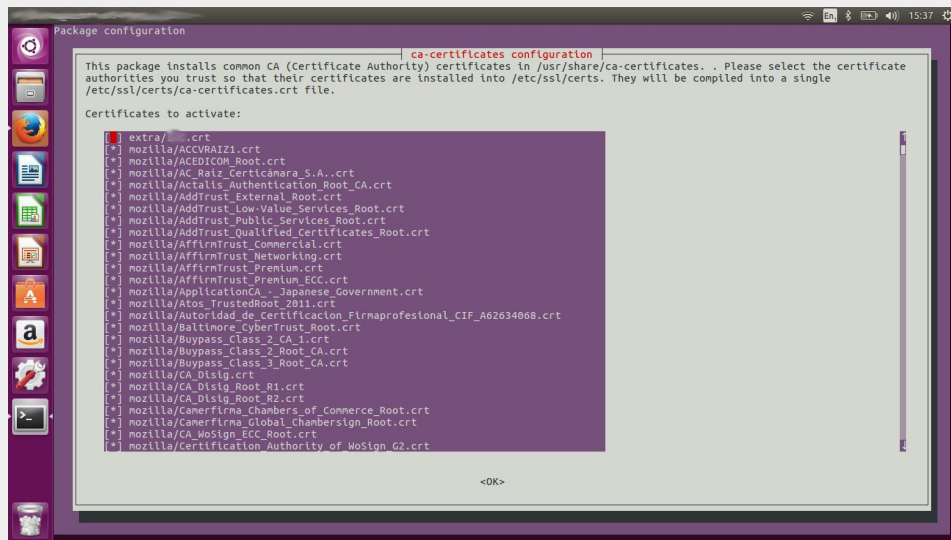 En
15:37
Package configuration
ca-certificates configuration
This package installs common CA (Certificate Authority) certificates in /usr/share/ca-certificates. . Please select the certificate
authorities you trust so that their certificates are installed into /etc/ssl/certs. They will be compiled into a single
/etc/ssl/certs/ca-certificates.crt file.
Certificates to activate:
[ ] extra/ .crt
[*] mozilla/ACCVRAIZ1.crt
[*] mozilla/ACEDICOM_Root.crt
[*] mozilla/AC_Raíz_Certicámara_S.A..crt
[*] mozilla/Actalis_Authentication_Root_CA.crt
[*] mozilla/AddTrust_External_Root.crt
[*] mozilla/AddTrust_Low-Value_Services_Root.crt
[*] mozilla/AddTrust_Public_Services_Root.crt
[*] mozilla/AddTrust_Qualified_Certificates_Root.crt
[*] mozilla/AffirmTrust_Commercial.crt
[*] mozilla/AffirmTrust_Networking.crt
[*] mozilla/AffirmTrust_Premium.crt
[*] mozilla/AffirmTrust_Premium_ECC.crt
[*] mozilla/ApplicationCA_-_Japanese_Government.crt
[*] mozilla/Atos_TrustedRoot_2011.crt
[*] mozilla/Autoridad_de_Certificacion_Firmaprofesional_CIF_A62634068.crt
[*] mozilla/Baltimore_CyberTrust_Root.crt
[*] mozilla/Buypass_Class_2_CA_1.crt
[*] mozilla/Buypass_Class_2_Root_CA.crt
[*] mozilla/Buypass_Class_3_Root_CA.crt
[*] mozilla/CA_Disig.crt
[*] mozilla/CA_Disig_Root_R1.crt
[*] mozilla/CA_Disig_Root_R2.crt
[*] mozilla/Camerfirma_Chambers_of_Commerce_Root.crt
[*] mozilla/Camerfirma_Global_Chambersign_Root.crt
[*] mozilla/CA_WoSign_ECC_Root.crt
[*] mozilla/Certification_Authority_of_WoSign_G2.crt
<OK>